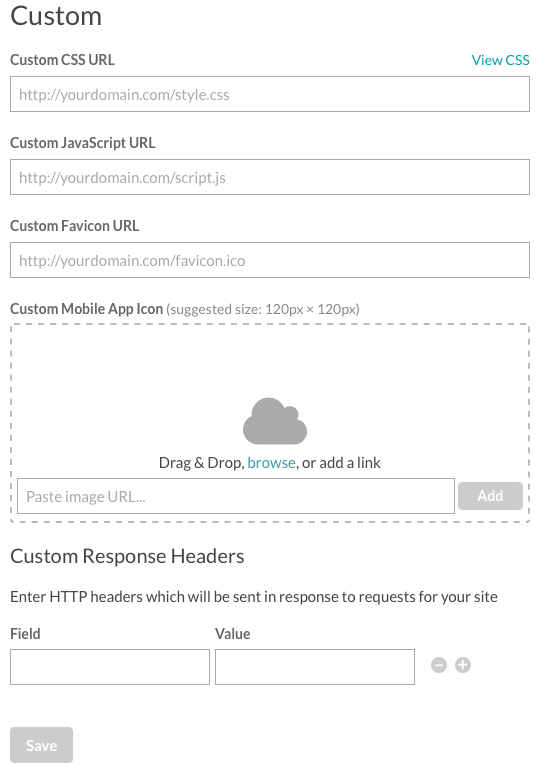 Custom
Custom CSS URL View CSS
http://yourdomain.com/style.css
Custom JavaScript URL
http://yourdomain.com/script.js
Custom Favicon URL
http://yourdomain.com/favicon.ico
Custom Mobile App Icon (suggested size: 120px × 120px)
Drag & Drop, browse, or add a link
Paste image URL... Add
Custom Response Headers
Enter HTTP headers which will be sent in response to requests for your site
Field Value
Save